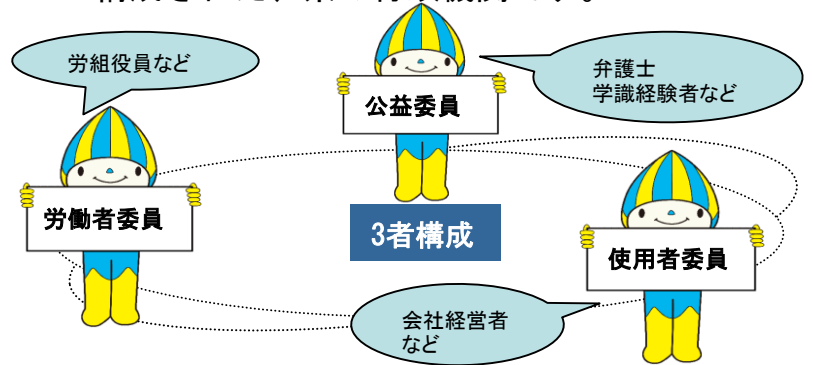 労組役員など
公益委員
弁護士
学識経験者など
労働者委員
3者構成
使用者委員
会社経営者
など